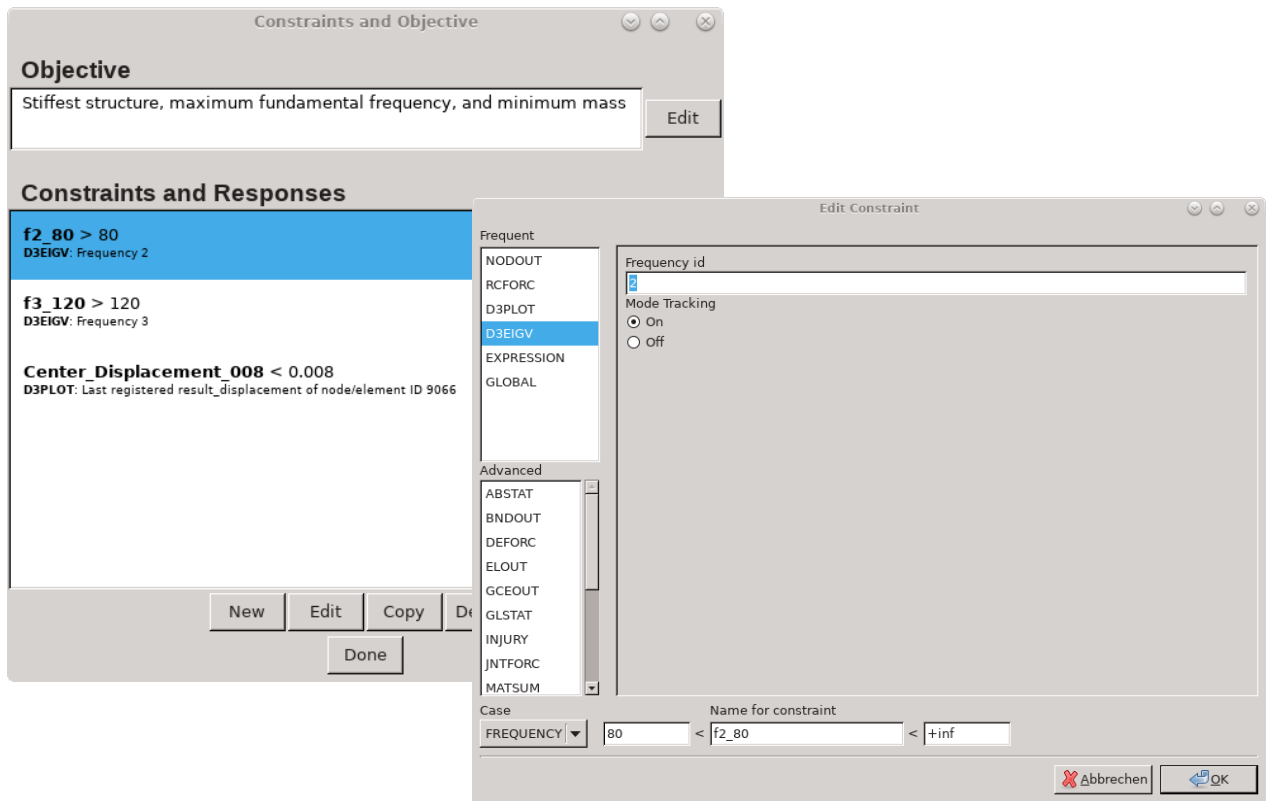 Constraints and Objective
Objective
Stiffest structure, maximum fundamental frequency, and minimum mass
Edit
Constraints and Responses
f2_80 > 80
D3EIGV: Frequency 2
f3_120 > 120
D3EIGV: Frequency 3
Center_Displacement_008 < 0.008
D3PLOT: Last registered result_displacement of node/element ID 9066
New Edit Copy De
Done
Edit Constraint
Frequent
NODOUT
RCFORC
D3PLOT
D3EIGV
EXPRESSION
GLOBAL
Frequency id
2
Mode Tracking
On
Off
Advanced
ABSTAT
BNDOUT
DEFORC
ELOUT
GCEOUT
GLSTAT
INJURY
JNTFORC
MATSUM
Case Name for constraint
FREQUENCY 80 < f2_80 < +inf
Abbrechen OK